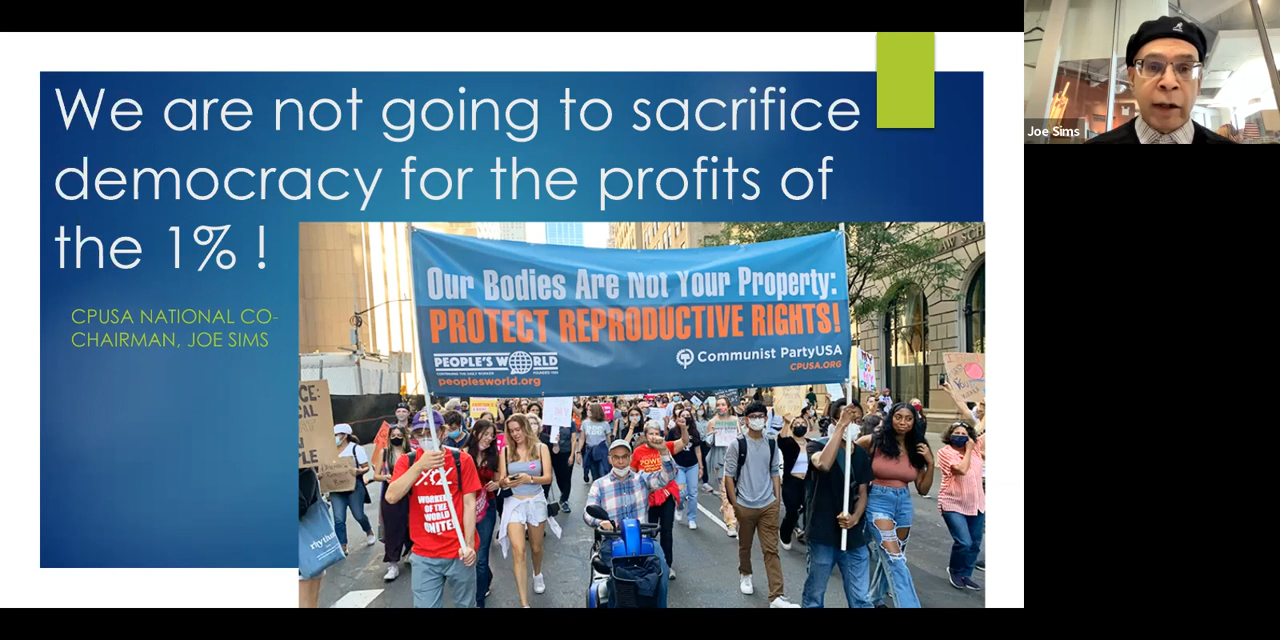 We are not going to sacrifice
democracy for the profits of
the 1% !
CPUSA NATIONAL CO-
CHAIRMAN, JOE SIMS
Joe Sims
Our Bodies Are Not Your Property:
PROTECT REPRODUCTIVE RIGHTS!
PEOPLE'S WORLD
peoplesworld.org
Communist PartyUSA
CPUSA.ORG
WORKERS
OF THE
WORLD
UNITE!